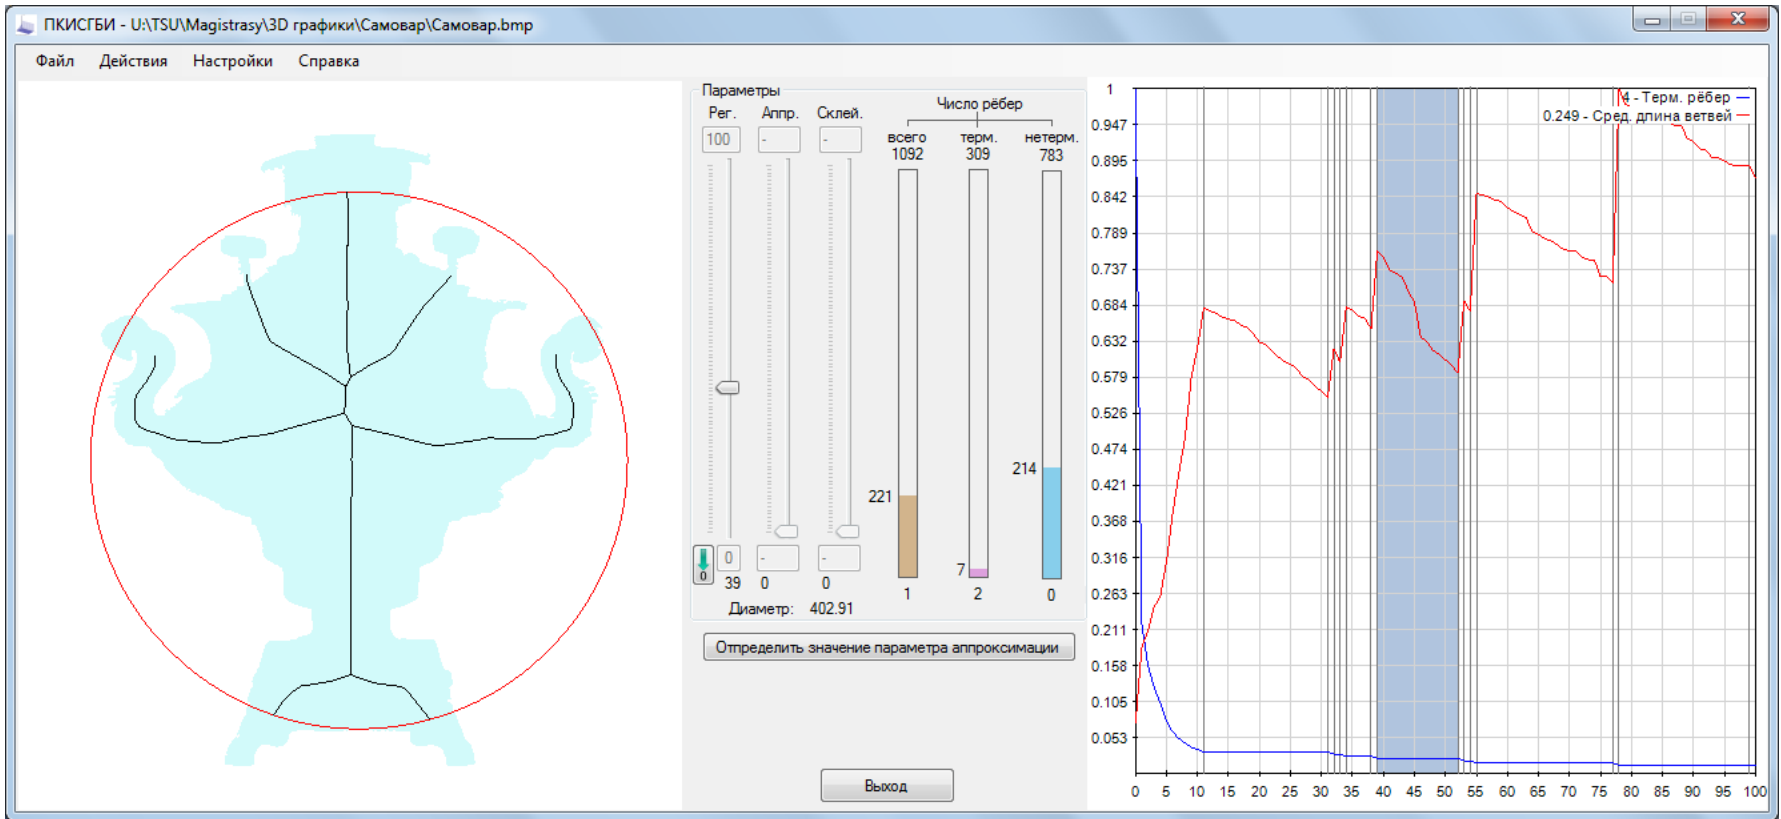 ПКИСГБИ - U:\TSU\Magistrasy\3D графики\Самовар\Самовар.bmp
Файл Действия Настройки Справка
Параметры
Рег. Аппр. Склей.
100 - -
Число рёбер
всего терм. нетерм.
1092 309 783
221
7
214
0 - -
0
39 0 0
1 2 0
Диаметр: 402.91
Отпределить значение параметра аппроксимации
Выход
4 - Терм. рёбер
0.249 - Сред. длина ветвей
1
0.947
0.895
0.842
0.789
0.737
0.684
0.632
0.579
0.526
0.474
0.421
0.368
0.316
0.263
0.211
0.158
0.105
0.053
0 5 10 15 20 25 30 35 40 45 50 55 60 65 70 75 80 85 90 95 100